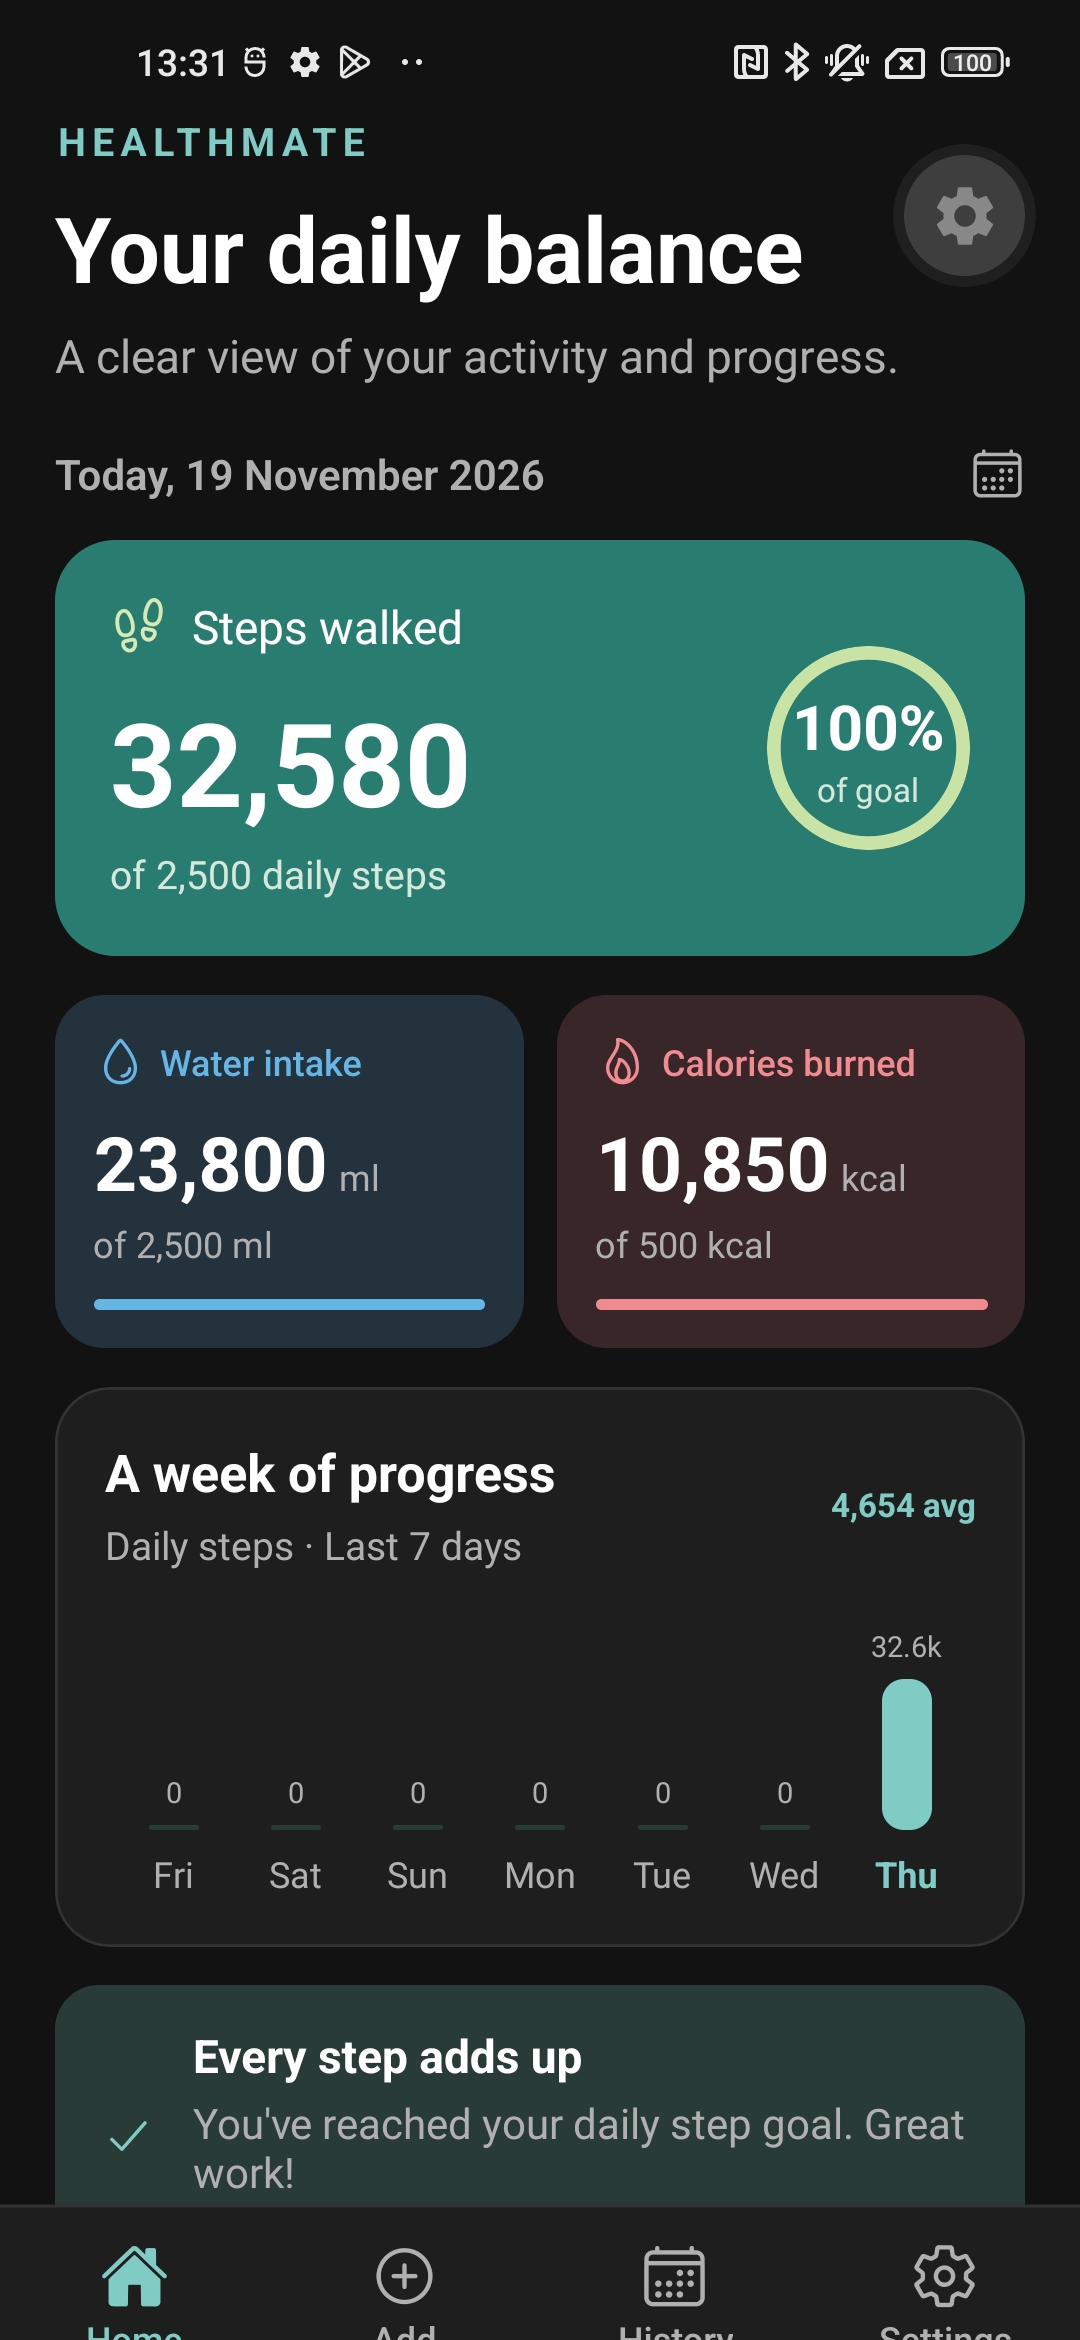 13:31
100
HEALTHMATE
Your daily balance
A clear view of your activity and progress.
Today, 19 November 2026
Steps walked
32,580
of 2,500 daily steps
100%
of goal
Water intake
23,800 ml
of 2,500 ml
Calories burned
10,850 kcal
of 500 kcal
A week of progress
Daily steps · Last 7 days
4,654 avg
0 0 0 0 0 0 32.6k
Fri Sat Sun Mon Tue Wed Thu
Every step adds up
You've reached your daily step goal. Great
work!
Home Add History Settings